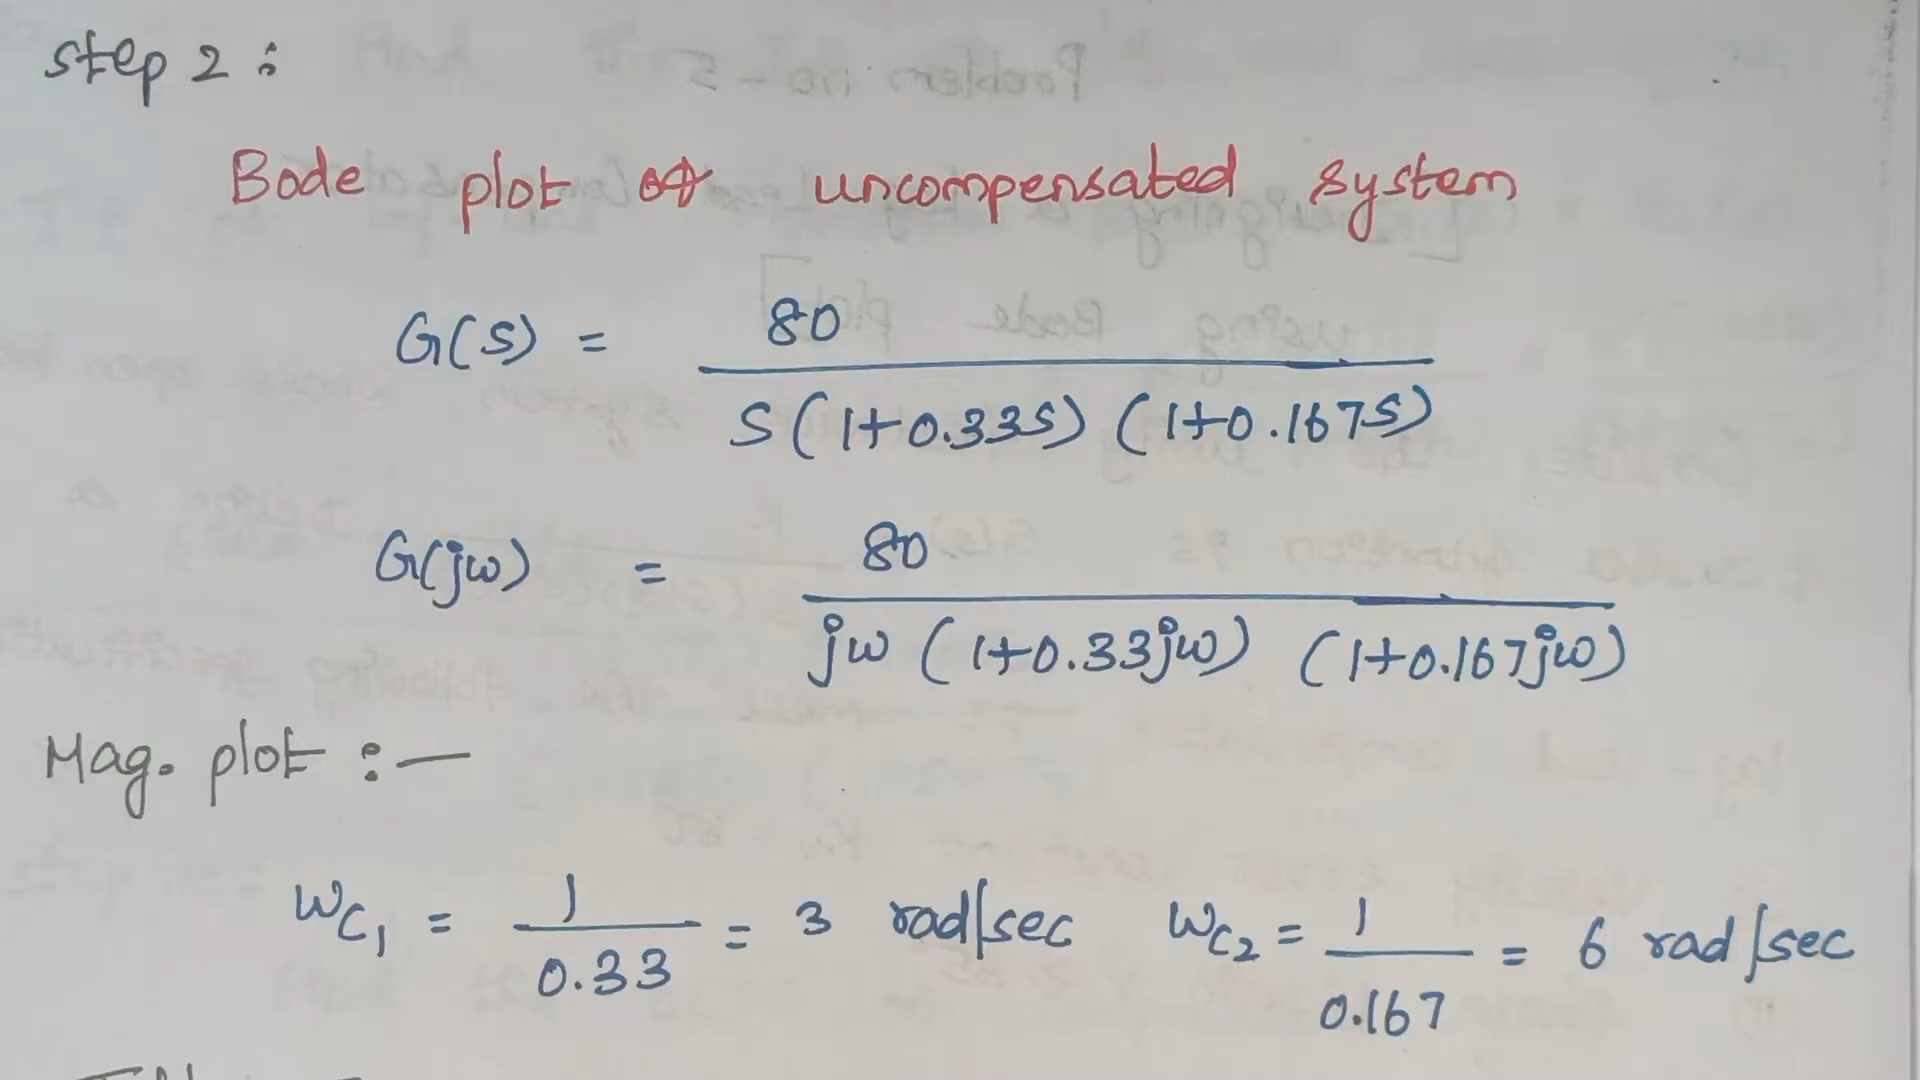 step 2 :
Bode plot of uncompensated system
G(S) = 80 / S(1+0.33S) (1+0.167S)
G(jω) = 80 / jω (1+0.33jω) (1+0.167jω)
Mag. plot :—
ωc1 = 1 / 0.33 = 3 rad/sec ωc2 = 1 / 0.167 = 6 rad/sec